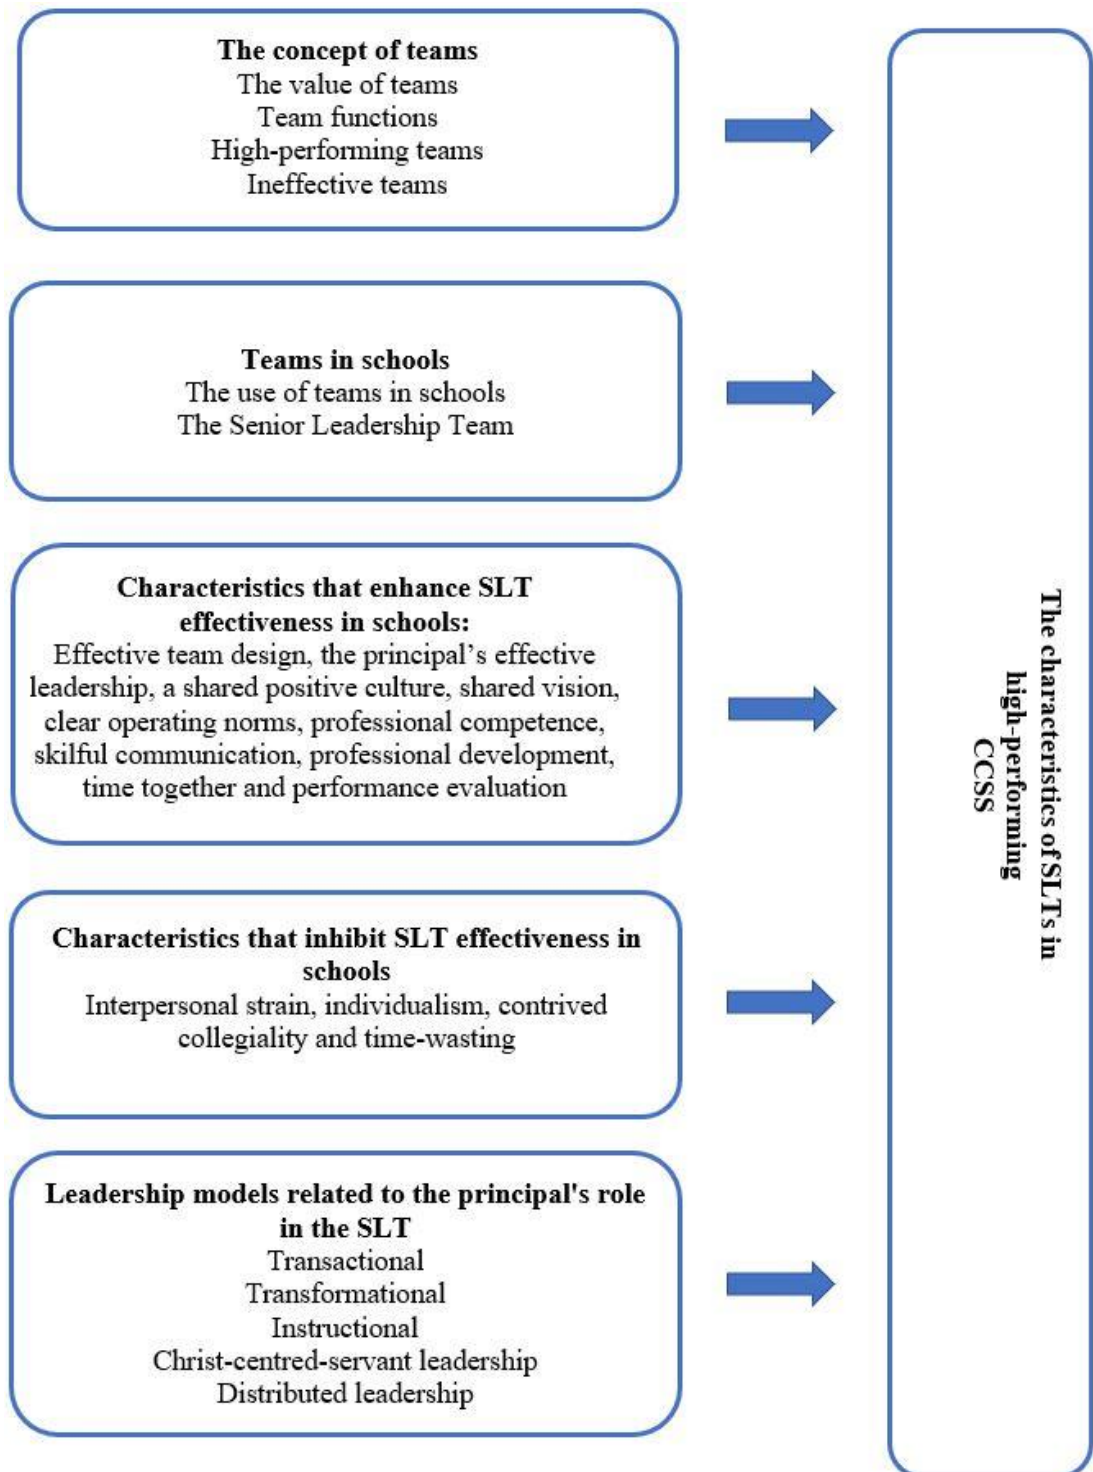 The concept of teams
The value of teams
Team functions
High-performing teams
Ineffective teams
Teams in schools
The use of teams in schools
The Senior Leadership Team
Characteristics that enhance SLT
effectiveness in schools:
Effective team design, the principal’s effective
leadership, a shared positive culture, shared vision,
clear operating norms, professional competence,
skilful communication, professional development,
time together and performance evaluation
Characteristics that inhibit SLT effectiveness in
schools
Interpersonal strain, individualism, contrived
collegiality and time-wasting
Leadership models related to the principal's role
in the SLT
Transactional
Transformational
Instructional
Christ-centred-servant leadership
Distributed leadership
The characteristics of SLTs in
high-performing
CCSS